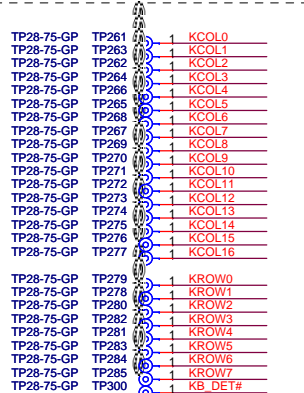 TP28-75-GP TP261 1 KCOL0
TP28-75-GP TP263 1 KCOL1
TP28-75-GP TP262 1 KCOL2
TP28-75-GP TP264 1 KCOL3
TP28-75-GP TP266 1 KCOL4
TP28-75-GP TP265 1 KCOL5
TP28-75-GP TP268 1 KCOL6
TP28-75-GP TP267 1 KCOL7
TP28-75-GP TP269 1 KCOL8
TP28-75-GP TP270 1 KCOL9
TP28-75-GP TP271 1 KCOL10
TP28-75-GP TP272 1 KCOL11
TP28-75-GP TP273 1 KCOL12
TP28-75-GP TP274 1 KCOL13
TP28-75-GP TP275 1 KCOL14
TP28-75-GP TP276 1 KCOL15
TP28-75-GP TP277 1 KCOL16
TP28-75-GP TP279 1 KROW0
TP28-75-GP TP278 1 KROW1
TP28-75-GP TP280 1 KROW2
TP28-75-GP TP282 1 KROW3
TP28-75-GP TP281 1 KROW4
TP28-75-GP TP283 1 KROW5
TP28-75-GP TP284 1 KROW6
TP28-75-GP TP285 1 KROW7
TP28-75-GP TP300 1 KB_DET#